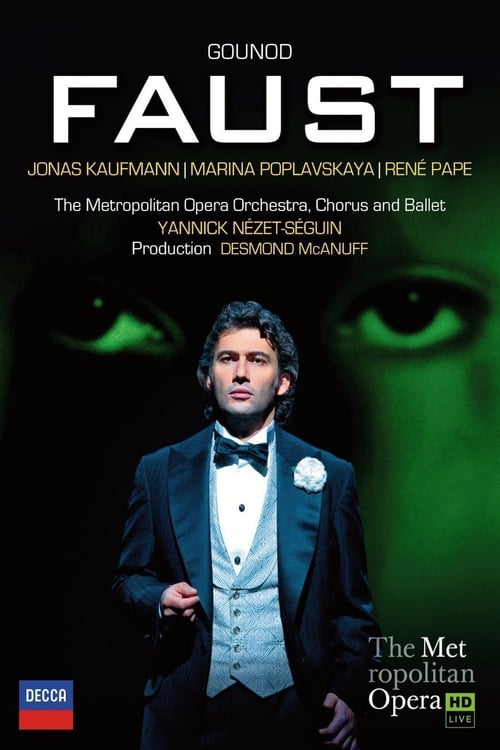 GOUNOD
FAUST
JONAS KAUFMANN|MARINA POPLAVSKAYA|RENÉ PAPE
The Metropolitan Opera Orchestra, Chorus and Ballet
YANNICK NÉZET-SÉGUIN
Production DESMOND McANUFF
The Met
ropolitan
Opera HD
LIVE
DECCA